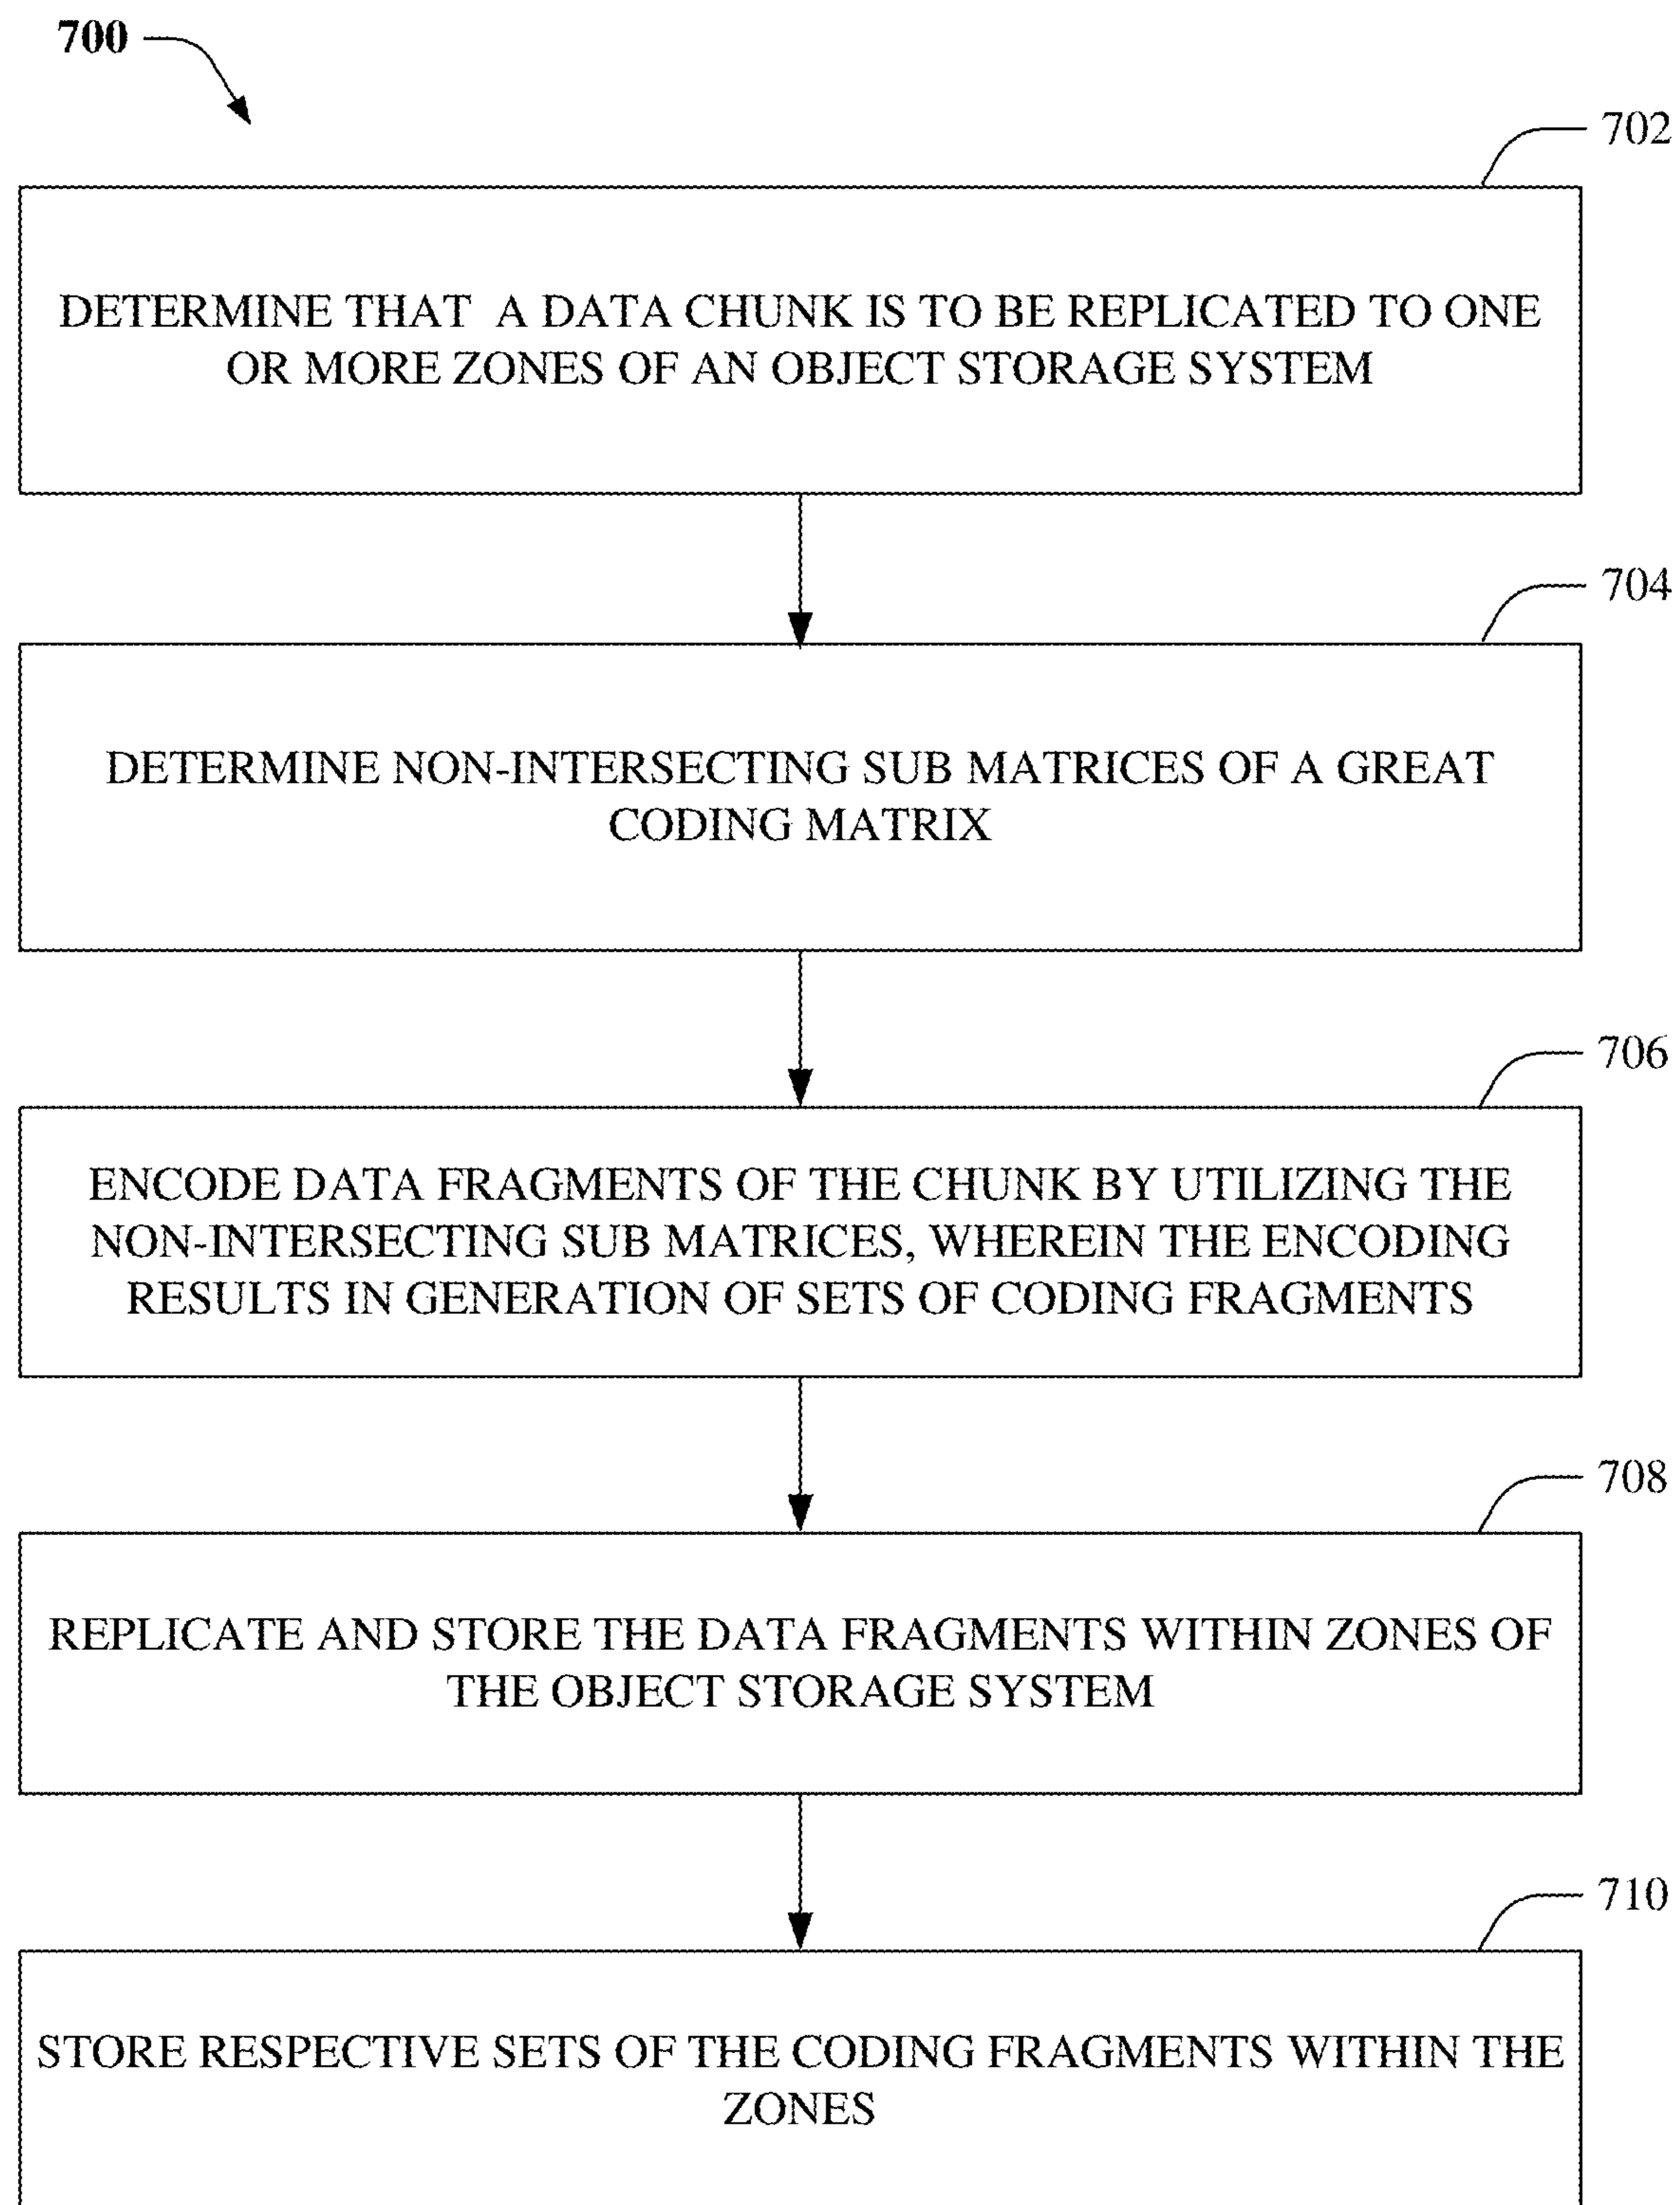 700
702
DETERMINE THAT A DATA CHUNK IS TO BE REPLICATED TO ONE
OR MORE ZONES OF AN OBJECT STORAGE SYSTEM
704
DETERMINE NON-INTERSECTING SUB MATRICES OF A GREAT
CODING MATRIX
706
ENCODE DATA FRAGMENTS OF THE CHUNK BY UTILIZING THE
NON-INTERSECTING SUB MATRICES, WHEREIN THE ENCODING
RESULTS IN GENERATION OF SETS OF CODING FRAGMENTS
708
REPLICATE AND STORE THE DATA FRAGMENTS WITHIN ZONES OF
THE OBJECT STORAGE SYSTEM
710
STORE RESPECTIVE SETS OF THE CODING FRAGMENTS WITHIN THE
ZONES